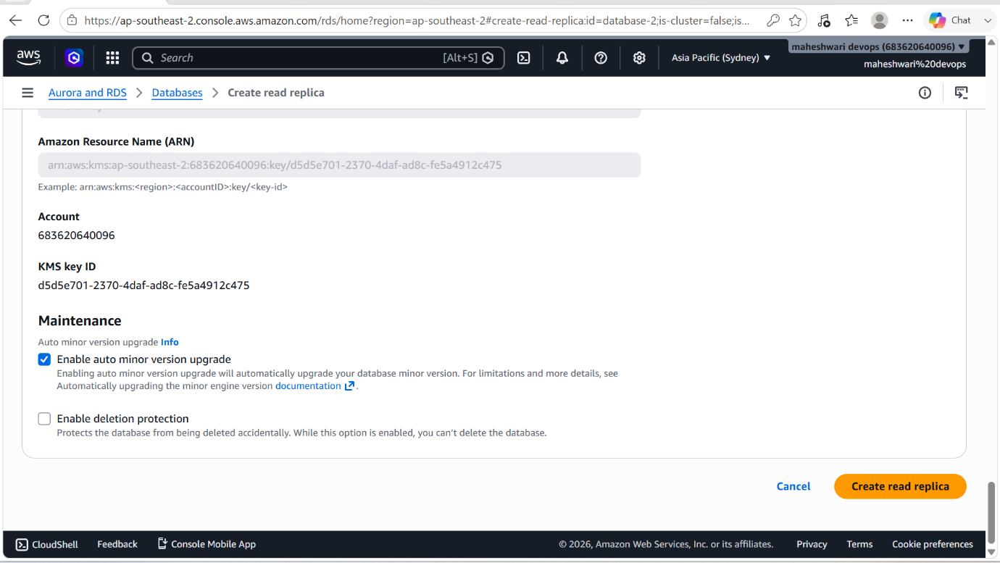 https://ap-southeast-2.console.aws.amazon.com/rds/home?region=ap-southeast-2#create-read-replica:id=database-2;is-cluster=false;is...
Chat
aws
Search
[Alt+S]
Asia Pacific (Sydney) ▼
maheshwari devops (683620640096) ▼
maheshwari%20devops
Aurora and RDS > Databases > Create read replica
Amazon Resource Name (ARN)
arn:aws:kms:ap-southeast-2:683620640096:key/d5d5e701-2370-4daf-ad8c-fe5a4912c475
Example: arn:aws:kms:<region>:<accountID>:key/<key-id>
Account
683620640096
KMS key ID
d5d5e701-2370-4daf-ad8c-fe5a4912c475
Maintenance
Auto minor version upgrade Info
Enable auto minor version upgrade
Enabling auto minor version upgrade will automatically upgrade your database minor version. For limitations and more details, see
Automatically upgrading the minor engine version documentation.
Enable deletion protection
Protects the database from being deleted accidentally. While this option is enabled, you can't delete the database.
Cancel
Create read replica
CloudShell
Feedback
Console Mobile App
© 2026, Amazon Web Services, Inc. or its affiliates.
Privacy
Terms
Cookie preferences